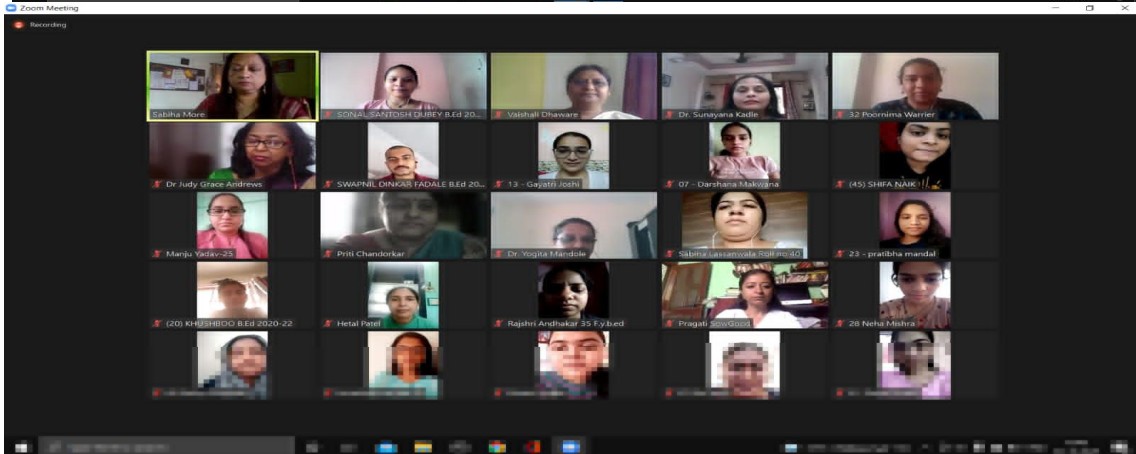 Zoom Meeting
Recording
Sabiha More
SONAL SANTOSH DUBEY B.Ed 20...
Vaishali Dhaware
Dr. Sunayana Kadle
32 Poornima Warrier
Dr Judy Grace Andrews
SWAPNIL DINKAR FADALE B.Ed 20...
13 - Gayatri Joshi
07 - Darshana Makwana
(45) SHIFA NAIK !!
Manju Yadav-25
Priti Chandorkar
Dr. Yogita Mandole
Sabina Lassanwala Roll no 40
23 - pratibha mandal
(20) KHUSHBOO B.Ed 2020-22
Hetal Patel
Rajshri Andhakar 35 F.y.b.ed
Pragati SowGopa
28 Neha Mishra